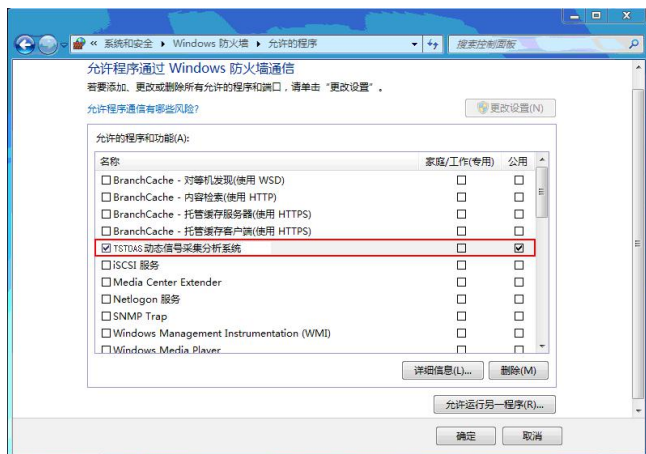 « 系统和安全 ▸ Windows 防火墙 ▸ 允许的程序
搜索控制面板
允许程序通过 Windows 防火墙通信
若要添加、更改或删除所有允许的程序和端口，请单击“更改设置”。
允许程序通信有哪些风险?
更改设置(N)
允许的程序和功能(A):
名称 家庭/工作(专用) 公用
BranchCache - 对等机发现(使用 WSD)
BranchCache - 内容检索(使用 HTTP)
BranchCache - 托管缓存服务器(使用 HTTPS)
BranchCache - 托管缓存客户端(使用 HTTPS)
TSTDAS 动态信号采集分析系统
iSCSI 服务
Media Center Extender
Netlogon 服务
SNMP Trap
Windows Management Instrumentation (WMI)
Windows Media Player
详细信息(L)... 删除(M)
允许运行另一程序(R)...
确定 取消